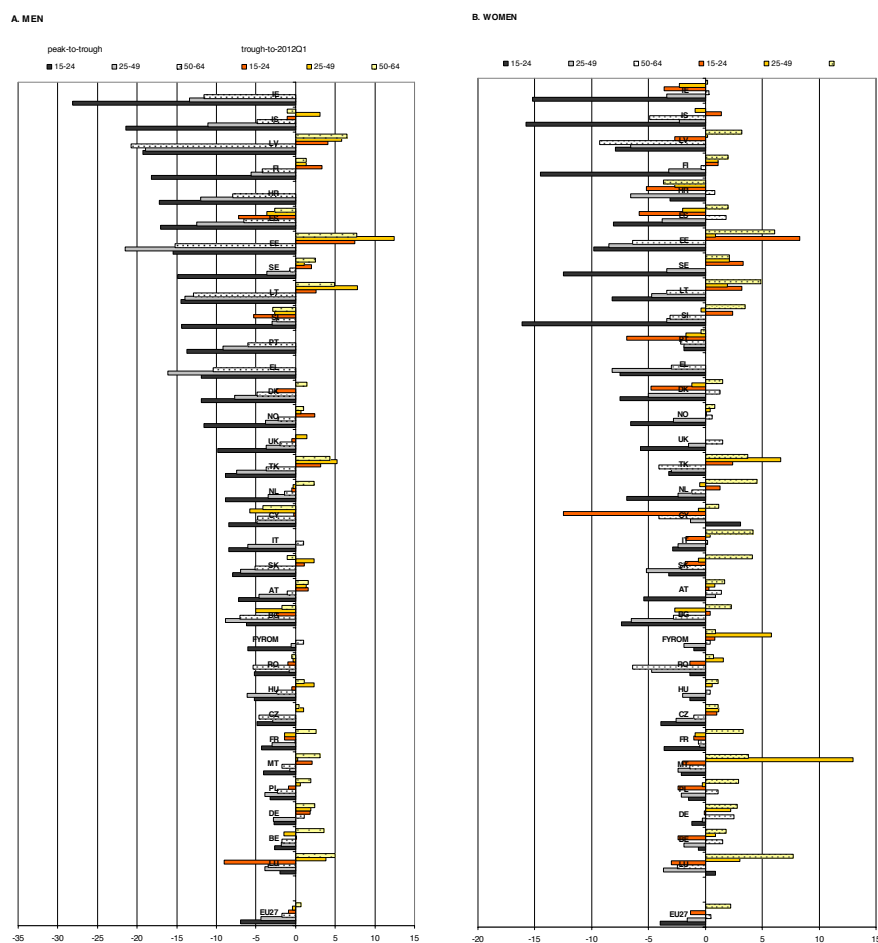 A. MEN
peak-to-trough trough-to-2012Q1
15-24 25-49 50-64 15-24 25-49 50-64
IE
IS
LV
FI
HR
EE
SE
LT
PT
EL
DK
NO
UK
TK
NL
CY
IT
SK
AT
BG
FYROM
RO
HU
CZ
FR
MT
PL
DE
BE
LU
EU27
-35 -30 -25 -20 -15 -10 -5 0 5 10 15
B. WOMEN
15-24 25-49 50-64 15-24 25-49
IE
IS
LV
FI
HR
EE
SE
LT
SI
EL
DK
NO
UK
TK
NL
CY
IT
SK
AT
BG
FYROM
RO
HU
CZ
FR
MT
PL
DE
BE
LU
EU27
-20 -15 -10 -5 0 5 10 15